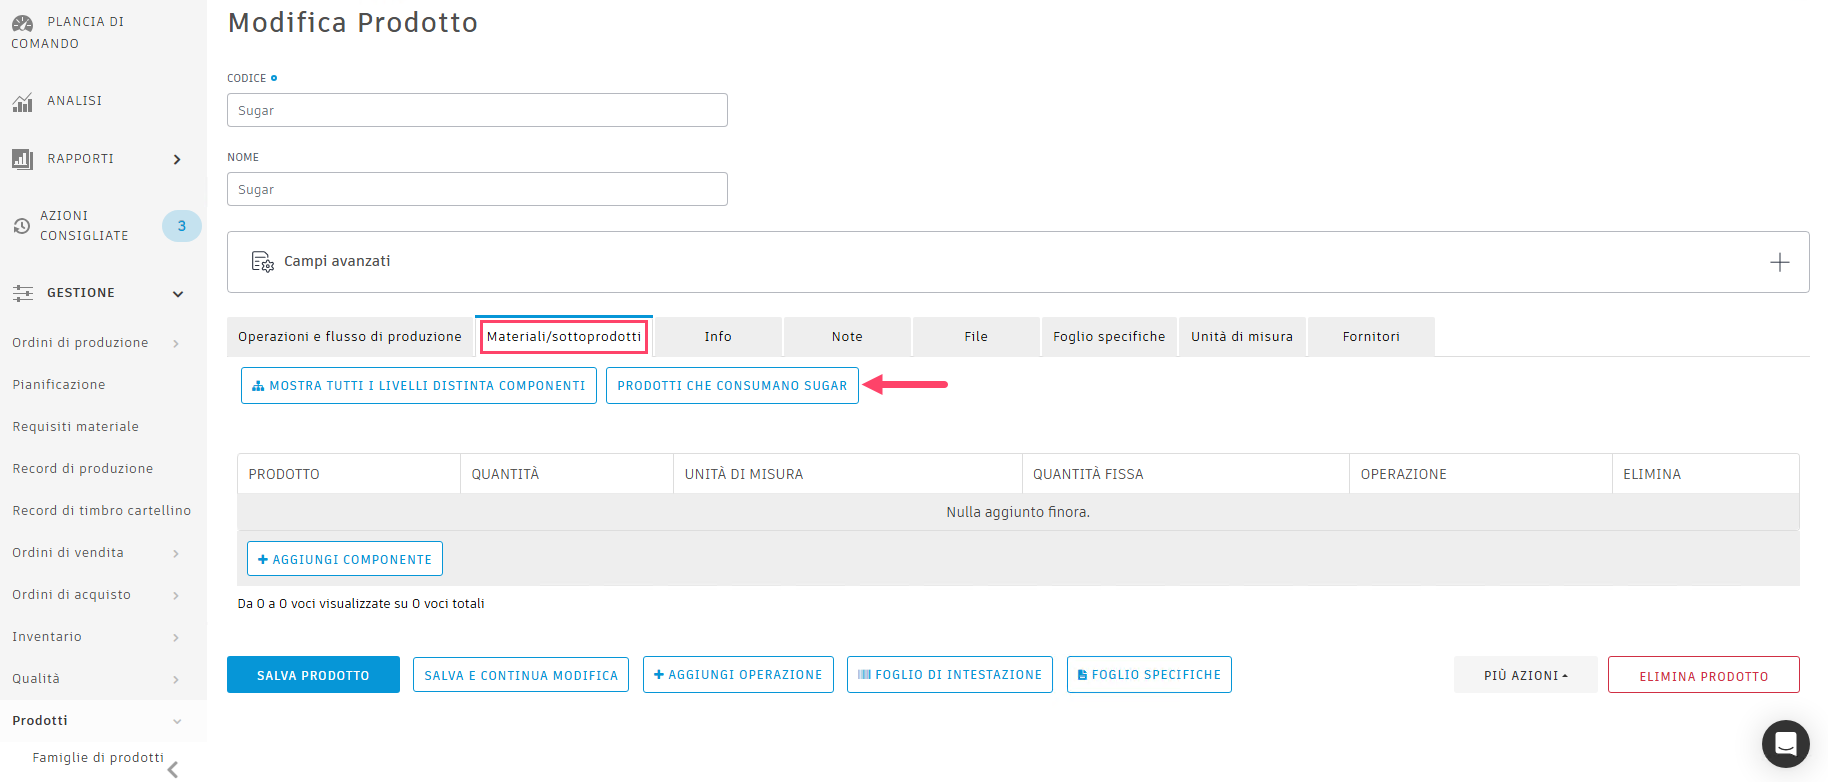 PLANCIA DI
COMANDO
ANALISI
RAPPORTI
AZIONI
CONSIGLIATE
3
GESTIONE
Ordini di produzione
Pianificazione
Requisiti materiale
Record di produzione
Record di timbro cartellino
Ordini di vendita
Ordini di acquisto
Inventario
Qualità
Prodotti
Famiglie di prodotti
Modifica Prodotto
CODICE
Sugar
NOME
Sugar
Campi avanzati
Operazioni e flusso di produzione Materiali/sottoprodotti Info Note File Foglio specifiche Unità di misura Fornitori
MOSTRA TUTTI I LIVELLI DISTINTA COMPONENTI PRODOTTI CHE CONSUMANO SUGAR
PRODOTTO QUANTITÀ UNITÀ DI MISURA QUANTITÀ FISSA OPERAZIONE ELIMINA
Nulla aggiunto finora.
AGGIUNGI COMPONENTE
Da 0 a 0 voci visualizzate su 0 voci totali
SALVA PRODOTTO SALVA E CONTINUA MODIFICA AGGIUNGI OPERAZIONE FOGLIO DI INTESTAZIONE FOGLIO SPECIFICHE PIÙ AZIONI ELIMINA PRODOTTO